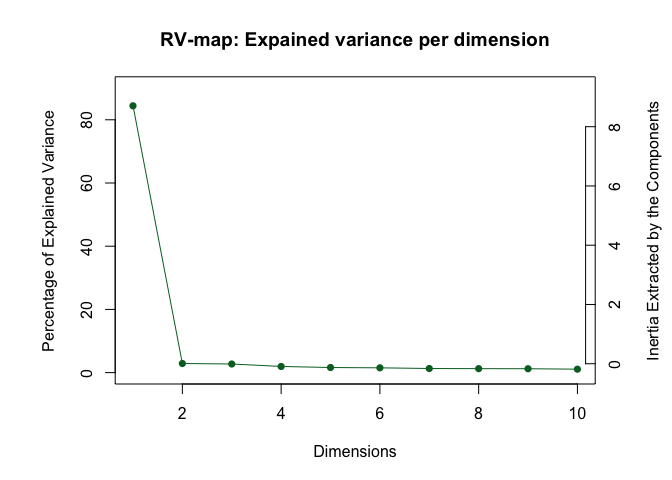 RV-map: Expained variance per dimension
Percentage of Explained Variance
80
60
40
20
0
8
6
4
2
0
Inertia Extracted by the Components
2 4 6 8 10
Dimensions